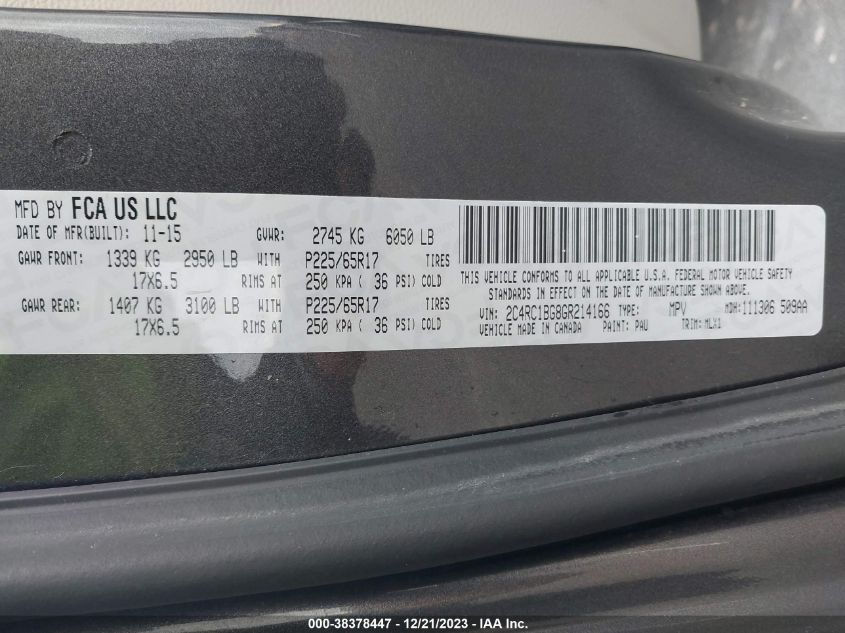 MFD BY FCA US LLC
DATE OF MFR(BUILT): 11-15 GVWR: 2745 KG 6050 LB
GAWR FRONT: 1339 KG 2950 LB WITH P225/65R17 TIRES
17X6.5 RIMS AT 250 KPA ( 36 PSI) COLD
GAWR REAR: 1407 KG 3100 LB WITH P225/65R17 TIRES
17X6.5 RIMS AT 250 KPA ( 36 PSI) COLD
THIS VEHICLE CONFORMS TO ALL APPLICABLE U.S.A. FEDERAL MOTOR VEHICLE SAFETY
STANDARDS IN EFFECT ON THE DATE OF MANUFACTURE SHOWN ABOVE.
VIN: 2C4RC1BG8GR214166 TYPE: MPV MDH:111306 509AA
VEHICLE MADE IN CANADA PAINT: PAU TRIM: MLX1
000-38378447 - 12/21/2023 - IAA Inc.